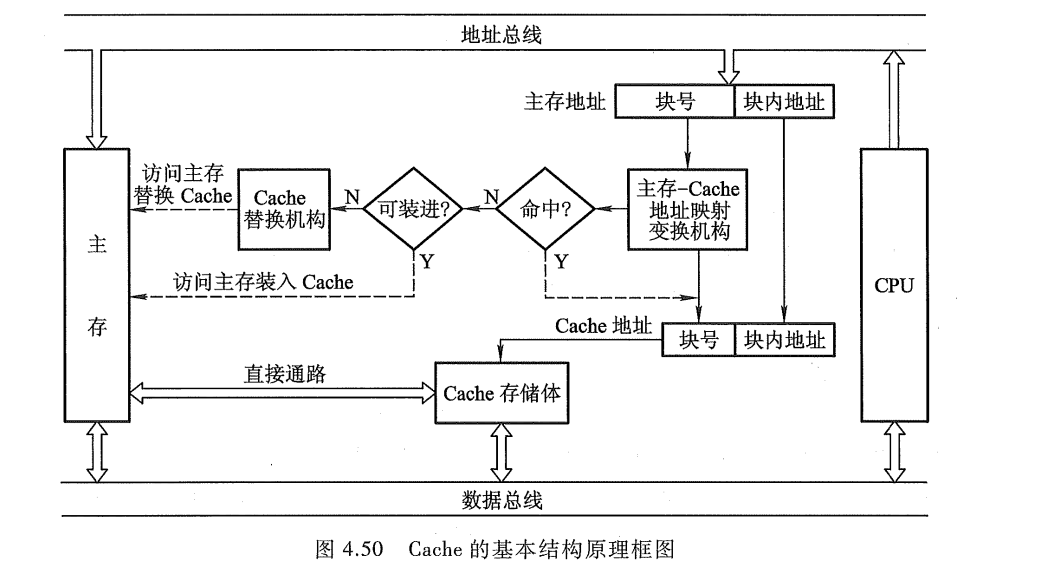 地址总线
主存地址
块号
块内地址
访问主存
替换 Cache
Cache
替换机构
N
可装进?
N
命中?
主存-Cache
地址映射
变换机构
主
存
Y
Y
访问主存装入 Cache
CPU
Cache 地址
块号
块内地址
直接通路
Cache 存储体
数据总线
图 4.50 Cache 的基本结构原理框图